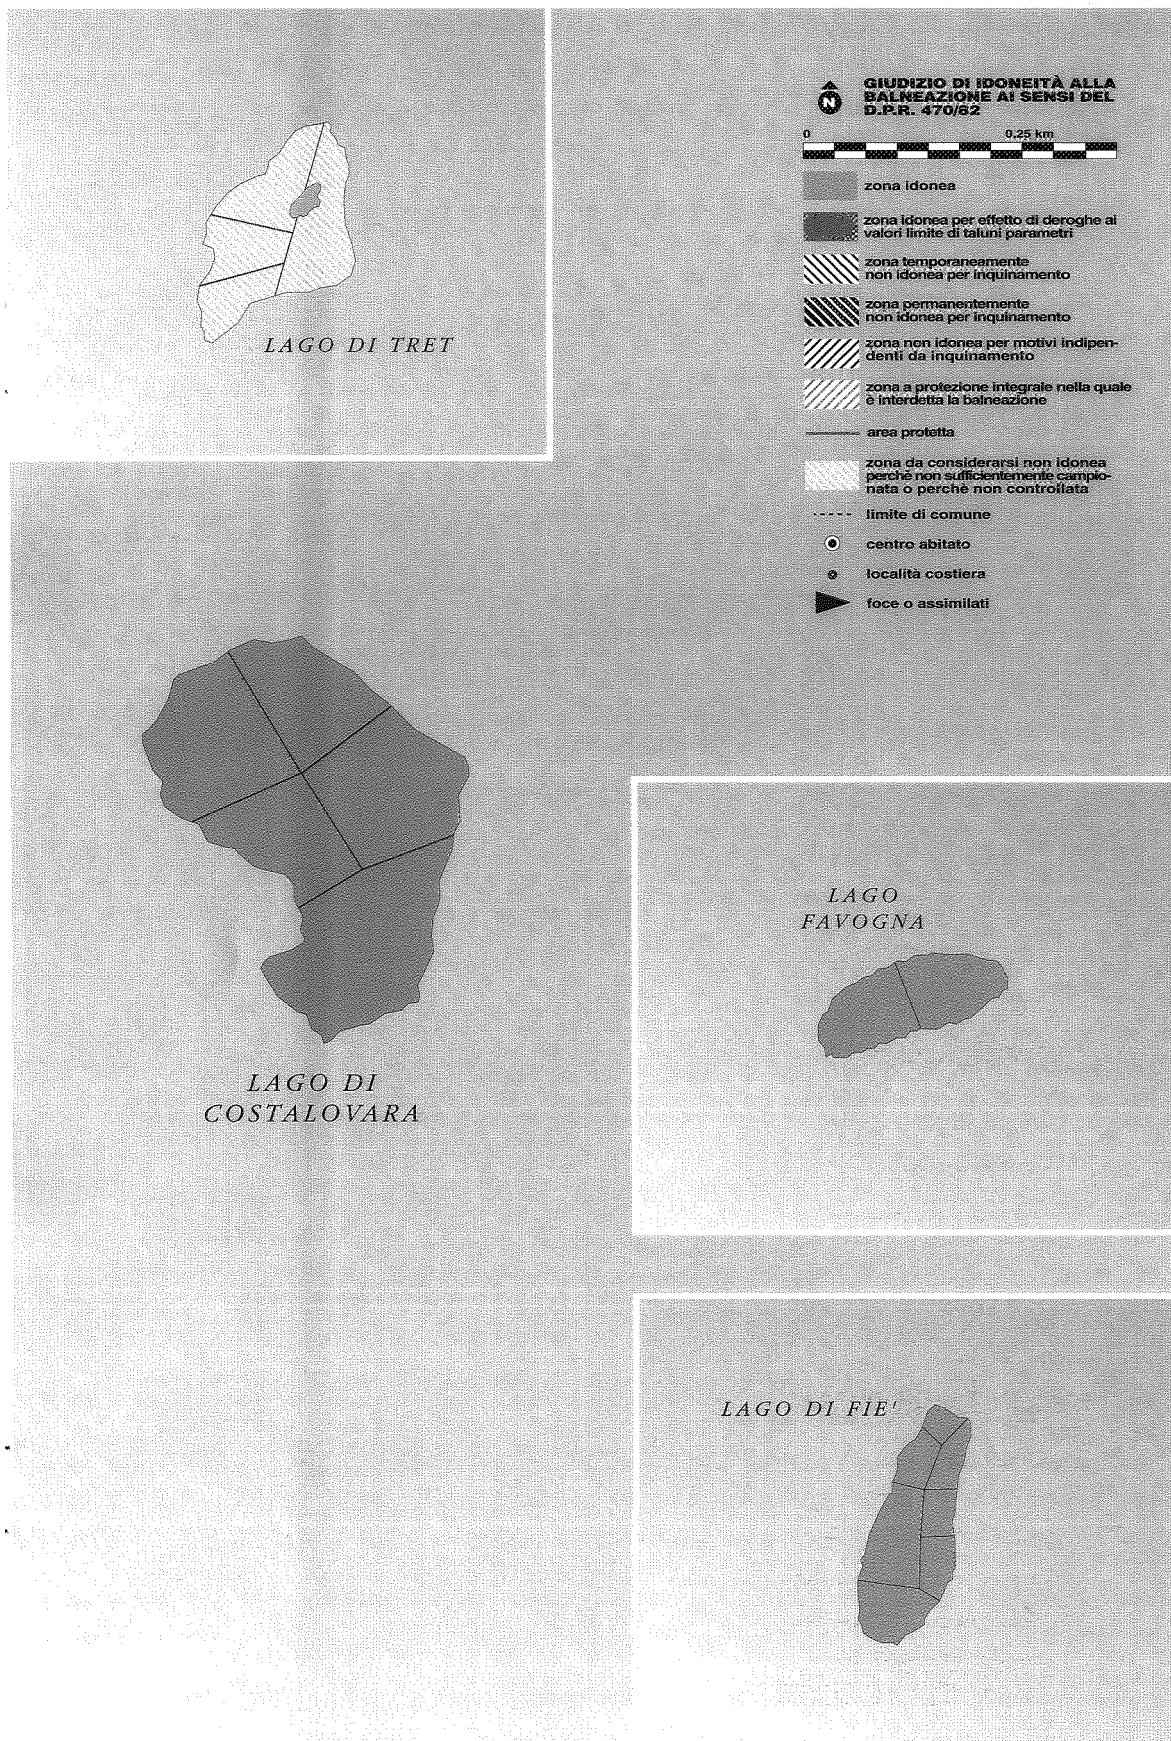 GIUDIZIO DI IDONEITÀ ALLA
BALNEAZIONE AI SENSI DEL
D.P.R. 470/82
N
0 0,25 km
zona idonea
zona idonea per effetto di deroghe ai
valori limite di taluni parametri
zona temporaneamente
non idonea per inquinamento
zona permanentemente
non idonea per inquinamento
zona non idonea per motivi indipen-
denti da inquinamento
zona a protezione integrale nella quale
è interdetta la balneazione
area protetta
zona da considerarsi non idonea
perchè non sufficientemente campio-
nata o perchè non controllata
limite di comune
centro abitato
località costiera
foce o assimilati
LAGO DI TRET
LAGO DI
COSTALOVARA
LAGO
FAVOGNA
LAGO DI FIE'